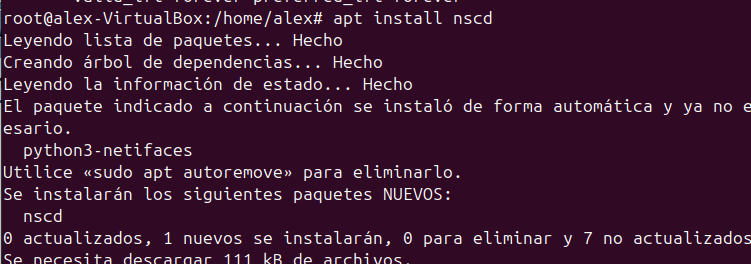 root@alex-VirtualBox:/home/alex# apt install nscd
Leyendo lista de paquetes... Hecho
Creando árbol de dependencias... Hecho
Leyendo la información de estado... Hecho
El paquete indicado a continuación se instaló de forma automática y ya no e
esario.
  python3-netifaces
Utilice «sudo apt autoremove» para eliminarlo.
Se instalarán los siguientes paquetes NUEVOS:
  nscd
0 actualizados, 1 nuevos se instalarán, 0 para eliminar y 7 no actualizados
Se necesita descargar 111 kB de archivos.